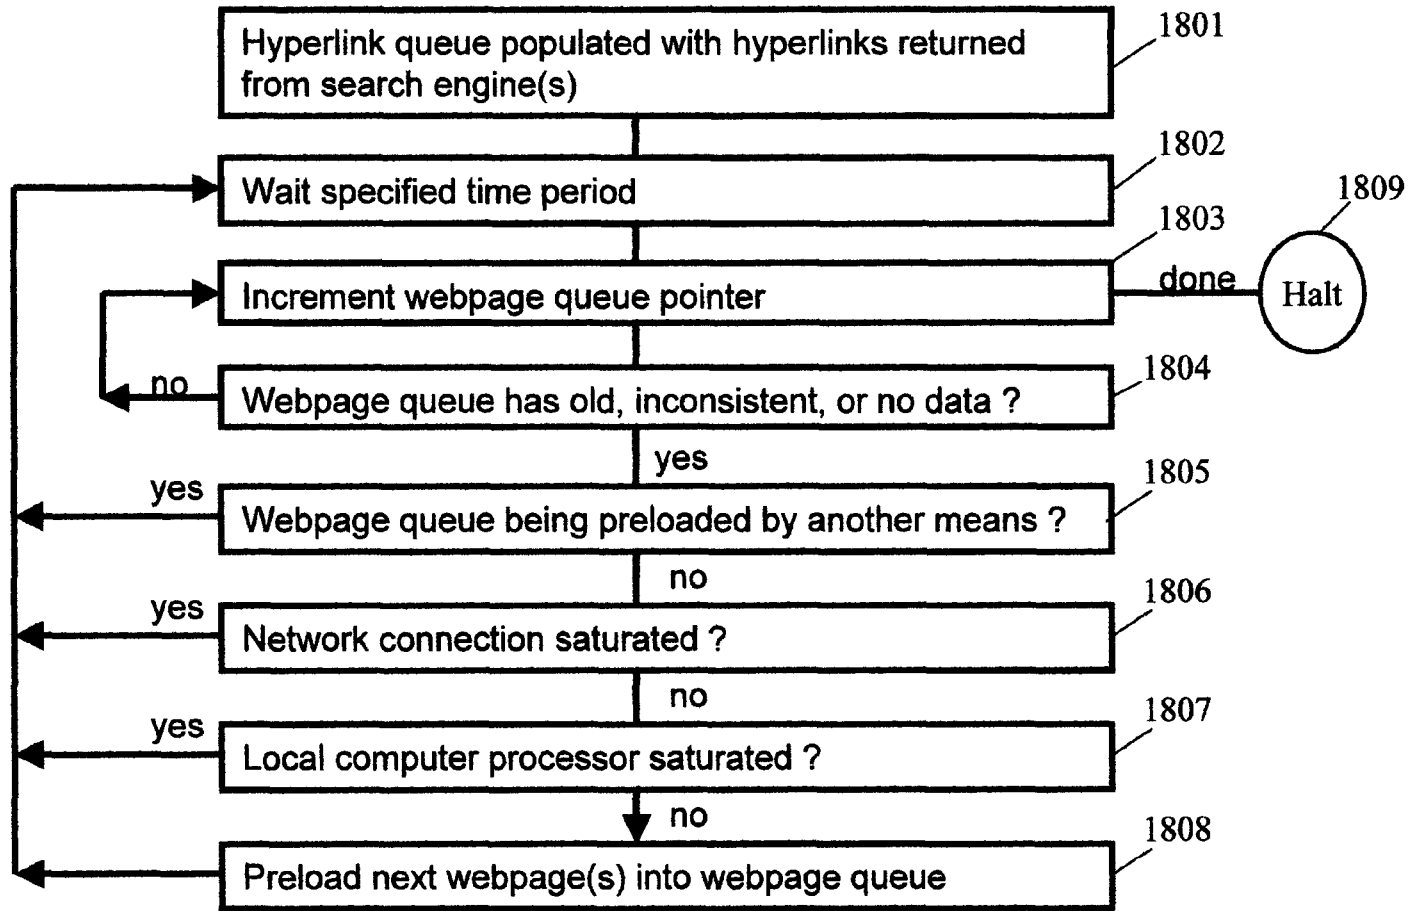 1801
Hyperlink queue populated with hyperlinks returned
from search engine(s)
1802
Wait specified time period
1809
1803
Increment webpage queue pointer
done
Halt
1804
no
Webpage queue has old, inconsistent, or no data ?
yes
1805
yes
Webpage queue being preloaded by another means ?
no
1806
yes
Network connection saturated ?
no
1807
yes
Local computer processor saturated ?
no
1808
Preload next webpage(s) into webpage queue